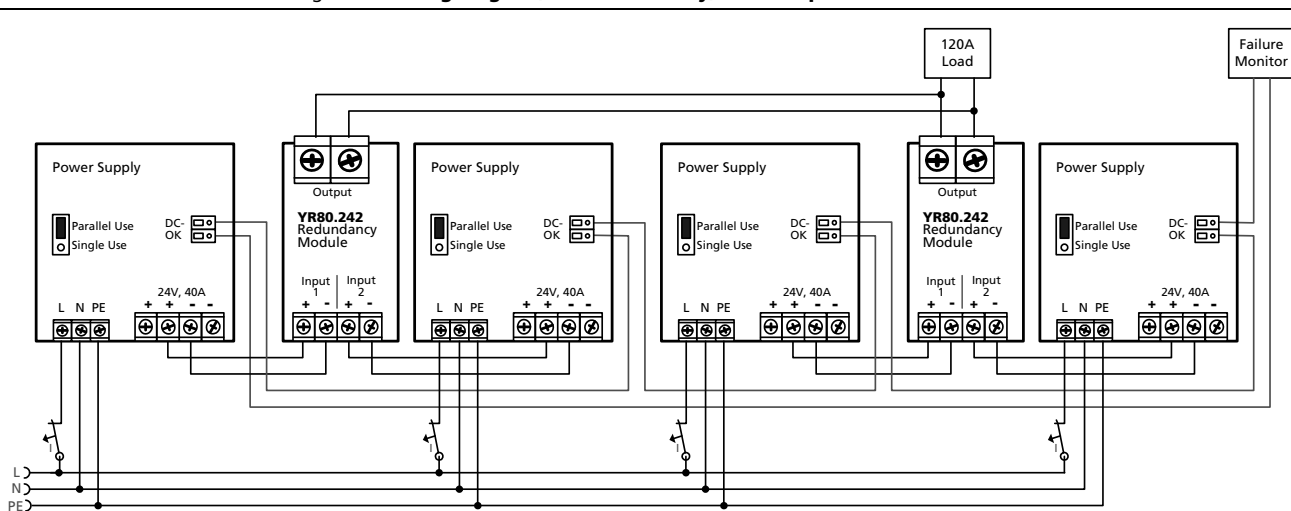 120A
Load
Failure
Monitor
Power Supply
Parallel Use
Single Use
DC-
OK
24V, 40A
+ + - -
L N PE
Output
YR80.242
Redundancy
Module
Input
1
Input
2
+ - + -
Power Supply
Parallel Use
Single Use
DC-
OK
24V, 40A
+ + - -
L N PE
Power Supply
Parallel Use
Single Use
DC-
OK
24V, 40A
+ + - -
L N PE
Output
YR80.242
Redundancy
Module
Input
1
Input
2
+ - + -
Power Supply
Parallel Use
Single Use
DC-
OK
24V, 40A
+ + - -
L N PE
I
I
I
I
L
N
PE